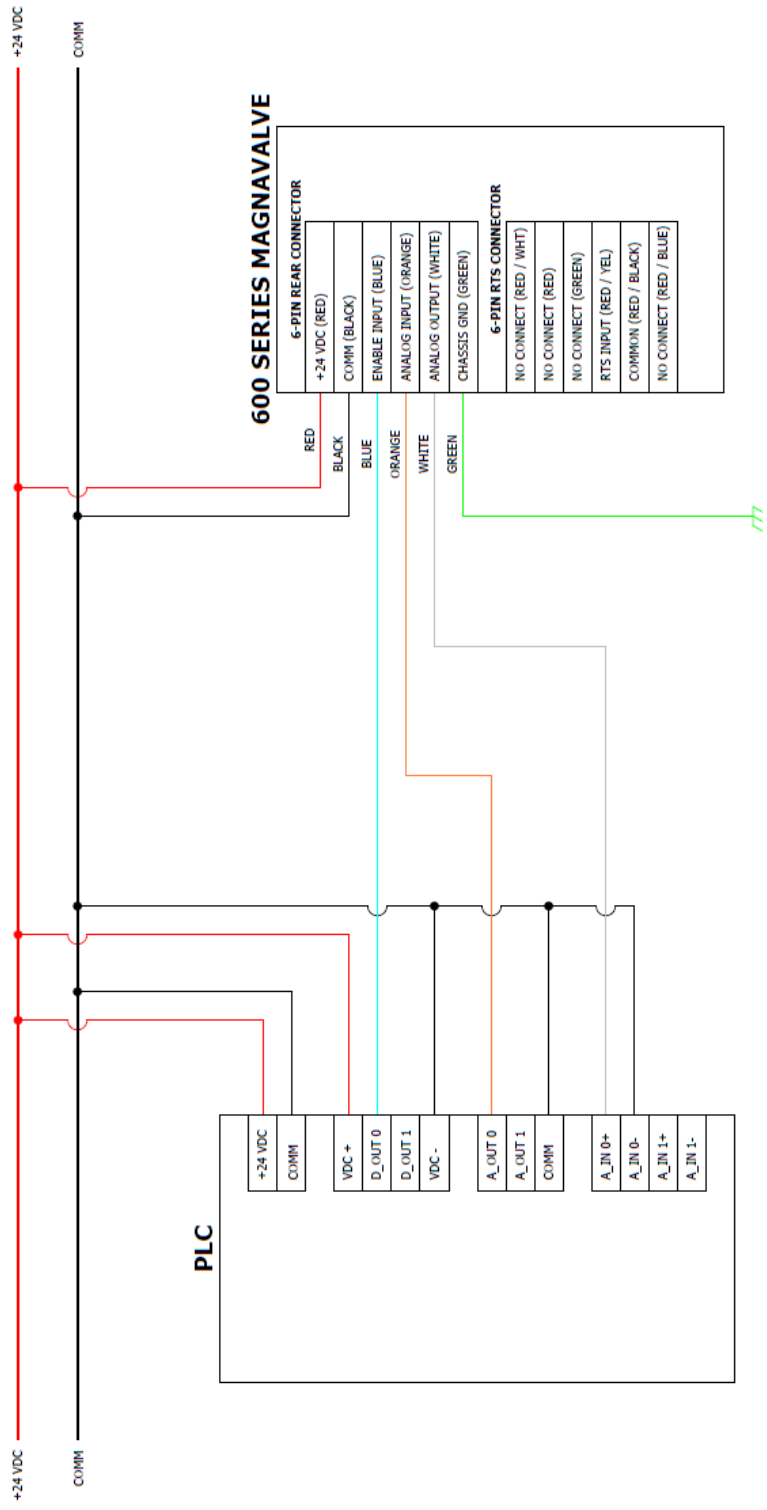 +24 VDC
+24 VDC
COMM
COMM
PLC
+24 VDC
COMM
VDC +
D_OUT 0
D_OUT 1
VDC -
A_OUT 0
A_OUT 1
COMM
A_IN 0+
A_IN 0-
A_IN 1+
A_IN 1-
600 SERIES MAGNAVALVE
6-PIN REAR CONNECTOR
RED
+24 VDC (RED)
BLACK
COMM (BLACK)
BLUE
ENABLE INPUT (BLUE)
ORANGE
ANALOG INPUT (ORANGE)
WHITE
ANALOG OUTPUT (WHITE)
GREEN
CHASSIS GND (GREEN)
6-PIN RTS CONNECTOR
NO CONNECT (RED / WHT)
NO CONNECT (RED)
NO CONNECT (GREEN)
RTS INPUT (RED / YEL)
COMMON (RED / BLACK)
NO CONNECT (RED / BLUE)